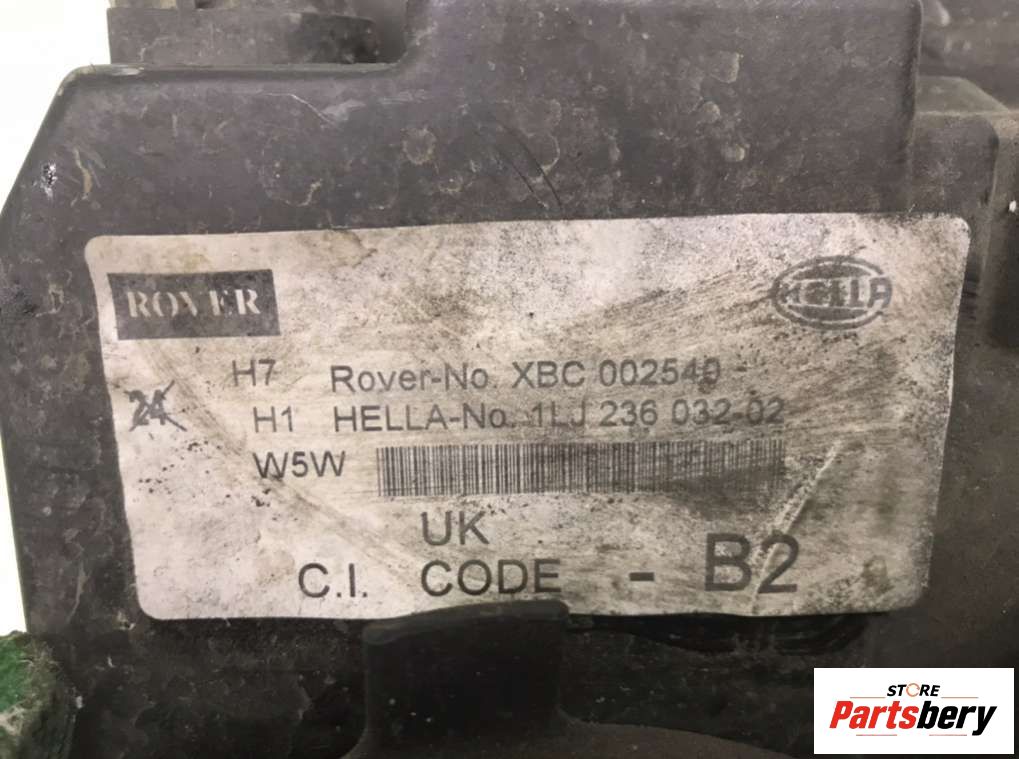 ROVER
HELLA
H7 Rover-No. XBC 002540
24
H1 HELLA-No. 1LJ 236 032-02
W5W
UK
C.I. CODE - B2
STORE
Partsbery